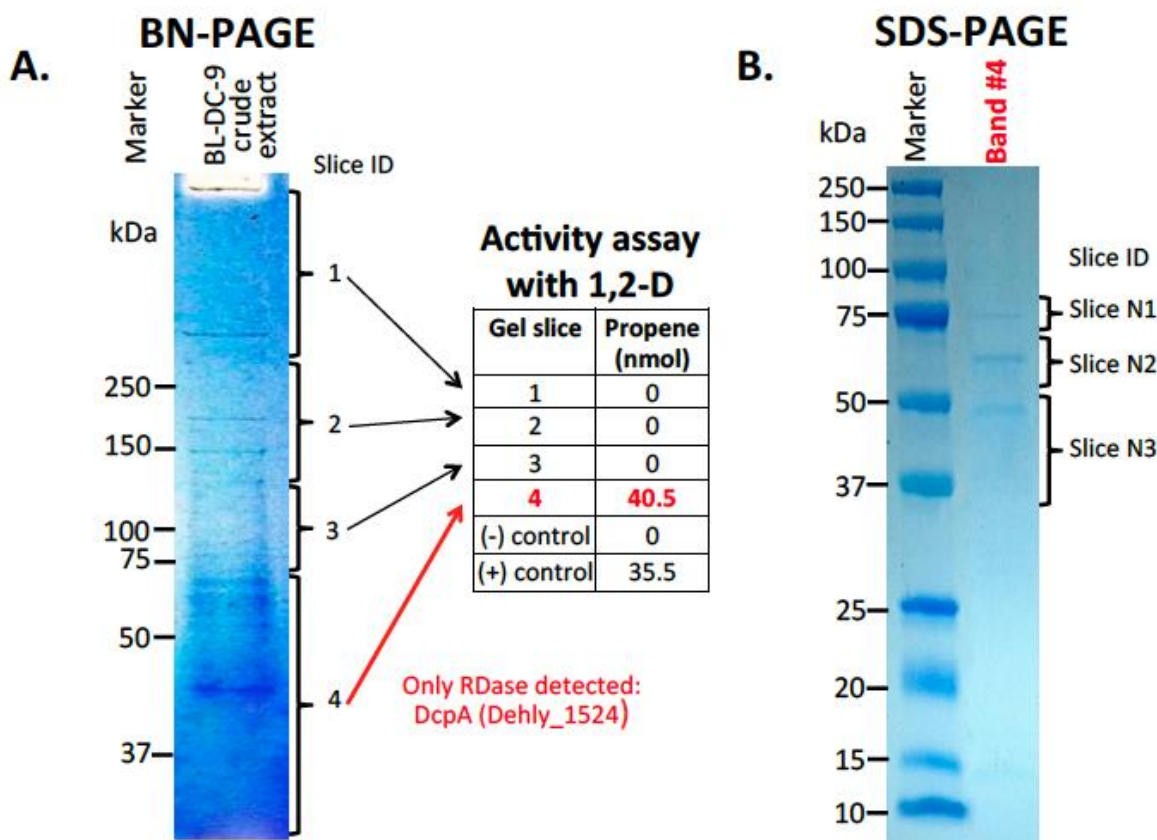 BN-PAGE
A.
Marker
BL-DC-9
crude
extract
Slice ID
kDa
250
150
100
75
50
37
1
2
3
4
Activity assay
with 1,2-D
Gel slice Propene
(nmol)
1 0
2 0
3 0
4 40.5
(-) control 0
(+) control 35.5
Only RDase detected:
DcpA (Dehly_1524)
SDS-PAGE
B.
kDa
Marker
Band #4
250
150
100
75
50
37
25
20
15
10
Slice ID
Slice N1
Slice N2
Slice N3